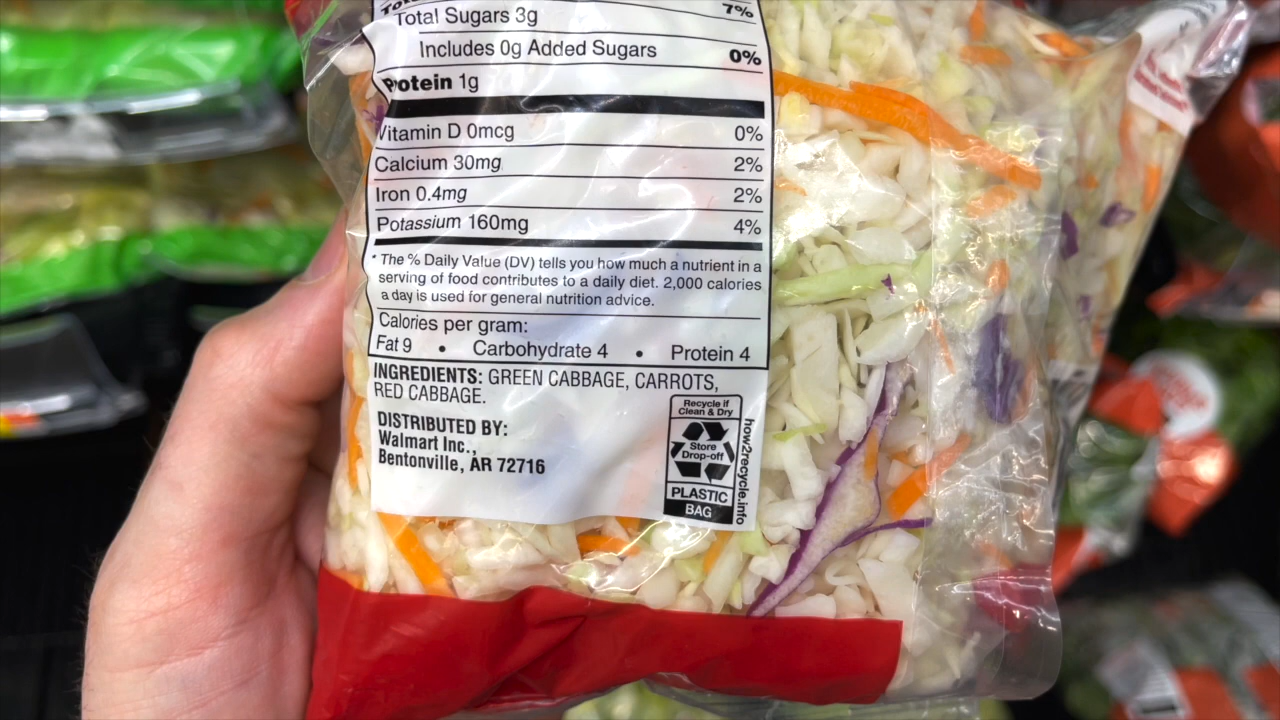 7%
Total Sugars 3g
Includes 0g Added Sugars 0%
Protein 1g
Vitamin D 0mcg 0%
Calcium 30mg 2%
Iron 0.4mg 2%
Potassium 160mg 4%
* The % Daily Value (DV) tells you how much a nutrient in a
serving of food contributes to a daily diet. 2,000 calories
a day is used for general nutrition advice.
Calories per gram:
Fat 9 • Carbohydrate 4 • Protein 4
INGREDIENTS: GREEN CABBAGE, CARROTS,
RED CABBAGE.
DISTRIBUTED BY:
Walmart Inc.,
Bentonville, AR 72716
Recycle if
Clean & Dry
Store
Drop-off
PLASTIC
BAG
how2recycle.info